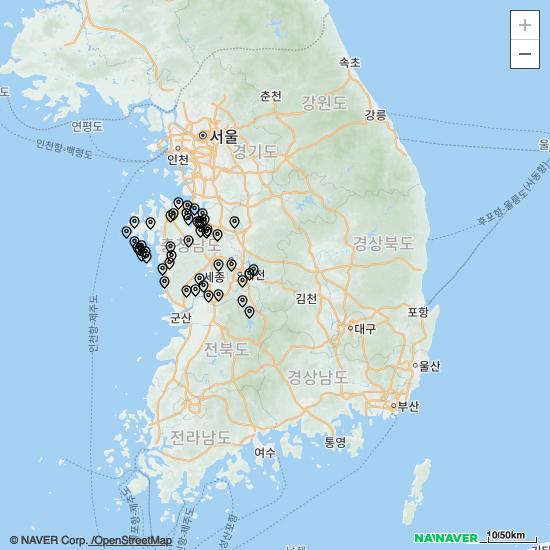 +
−
속초
춘천
강원도
강릉
연평도
서울
인천
경기도
인천항-백령도
후포항-울릉도(사동항)
충청남도
경상북도
세종
대전
김천
포항
인천항-제주도
군산
대구
전북도
울산
경상남도
부산
전라남도
여수
통영
© NAVER Corp. /OpenStreetMap
NAVER
10/50km